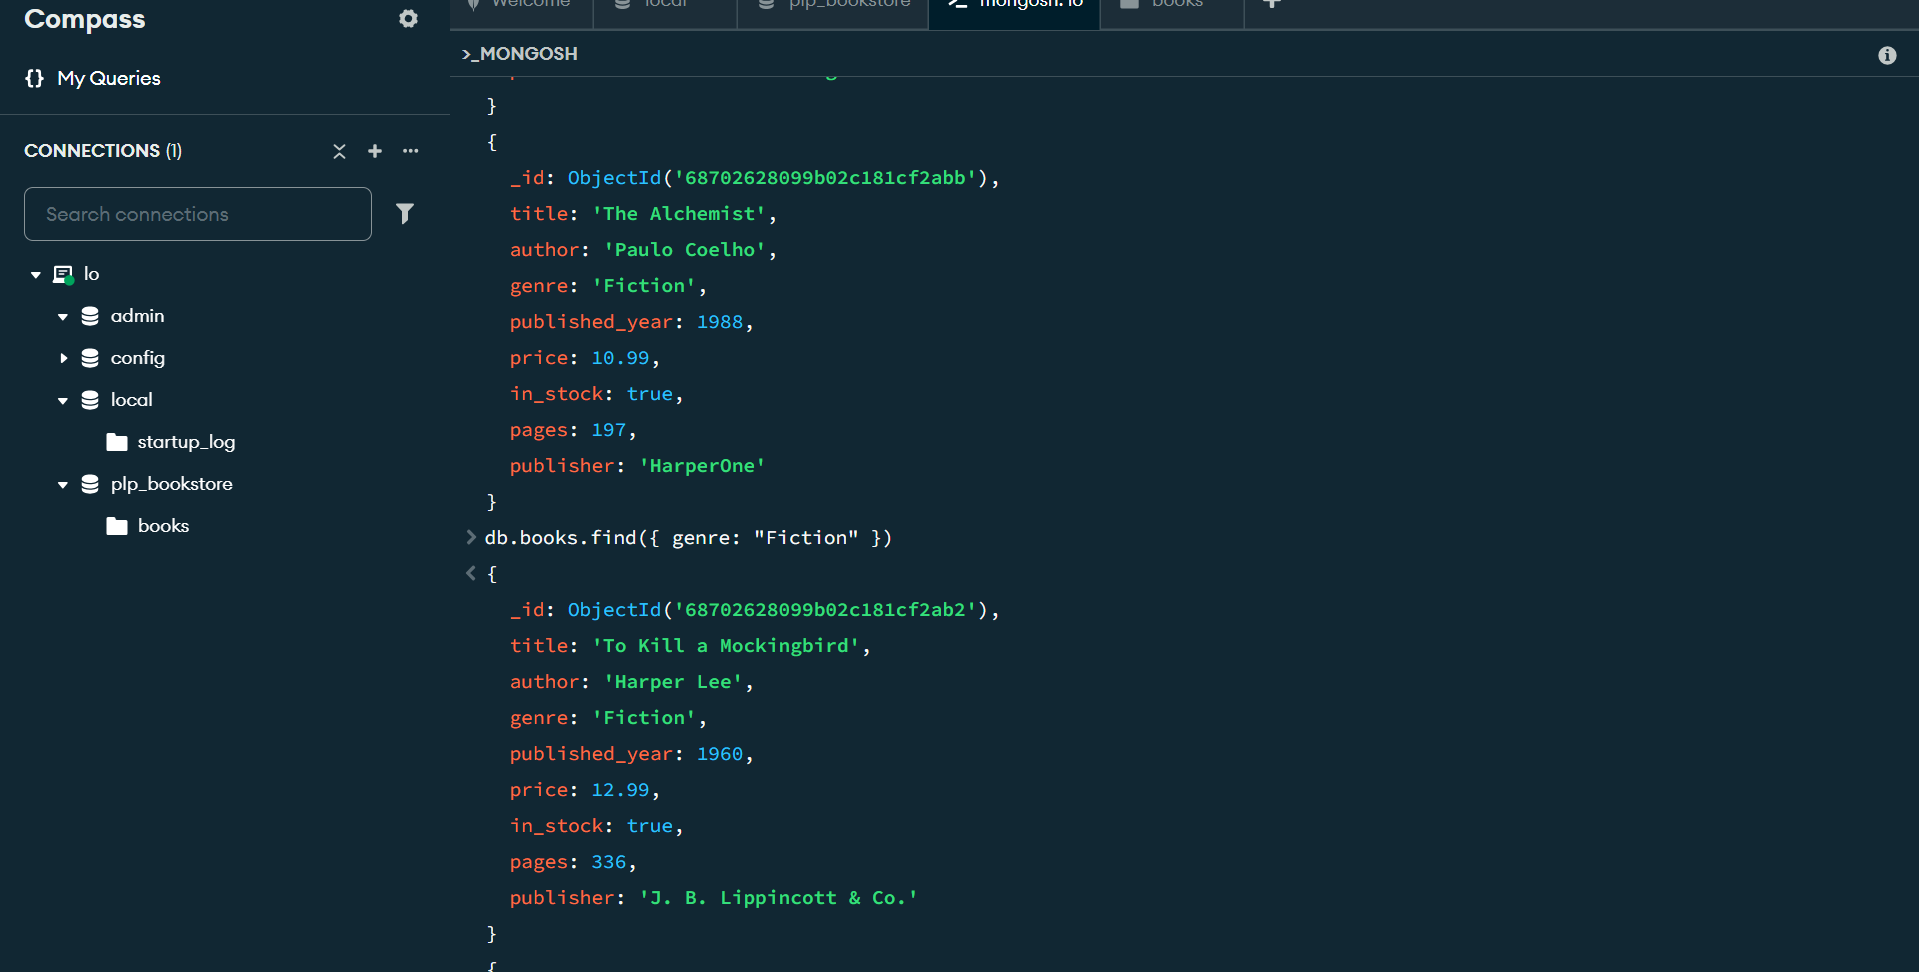 Compass
Welcome
local
plp_bookstore
mongosh: lo
books
My Queries
>_MONGOSH
CONNECTIONS (1)
Search connections
lo
admin
config
local
startup_log
plp_bookstore
books
}
{
_id: ObjectId('68702628099b02c181cf2abb'),
title: 'The Alchemist',
author: 'Paulo Coelho',
genre: 'Fiction',
published_year: 1988,
price: 10.99,
in_stock: true,
pages: 197,
publisher: 'HarperOne'
}
db.books.find({ genre: "Fiction" })
{
_id: ObjectId('68702628099b02c181cf2ab2'),
title: 'To Kill a Mockingbird',
author: 'Harper Lee',
genre: 'Fiction',
published_year: 1960,
price: 12.99,
in_stock: true,
pages: 336,
publisher: 'J. B. Lippincott & Co.'
}
{